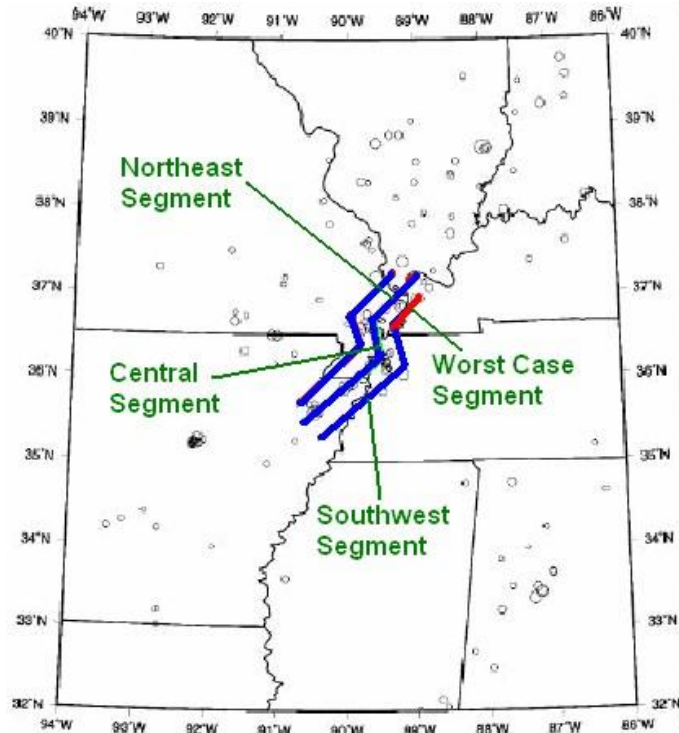 94°W 93°W 92°W 91°W 90°W 89°W 88°W 87°W 86°W
40°N 40°N
39°N 39°N
38°N 38°N
37°N 37°N
36°N 36°N
35°N 35°N
34°N 34°N
33°N 33°N
32°N 32°N
94°W 93°W 92°W 91°W 90°W 89°W 88°W 87°W 86°W
Northeast
Segment
Central
Segment
Worst Case
Segment
Southwest
Segment